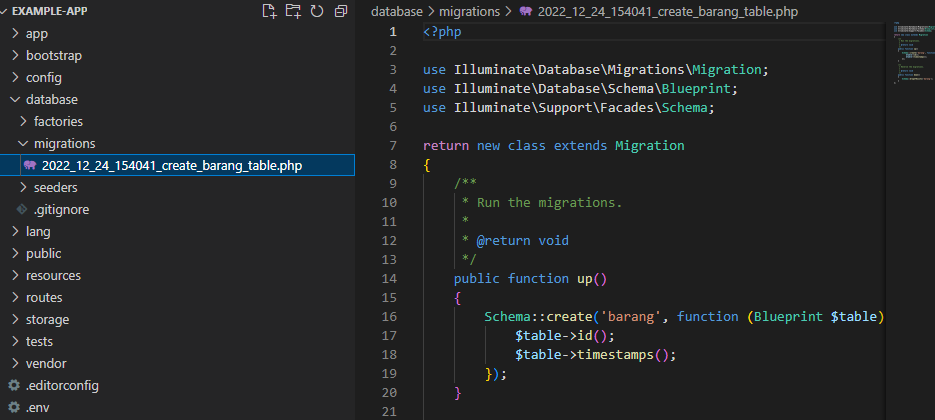 EXAMPLE-APP
app
bootstrap
config
database
factories
migrations
2022_12_24_154041_create_barang_table.php
seeders
.gitignore
lang
public
resources
routes
storage
tests
vendor
.editorconfig
.env
database > migrations > 2022_12_24_154041_create_barang_table.php
1 <?php
2
3 use Illuminate\Database\Migrations\Migration;
4 use Illuminate\Database\Schema\Blueprint;
5 use Illuminate\Support\Facades\Schema;
6
7 return new class extends Migration
8 {
9 /**
10 * Run the migrations.
11 *
12 * @return void
13 */
14 public function up()
15 {
16 Schema::create('barang', function (Blueprint $table)
17 $table->id();
18 $table->timestamps();
19 });
20 }
21